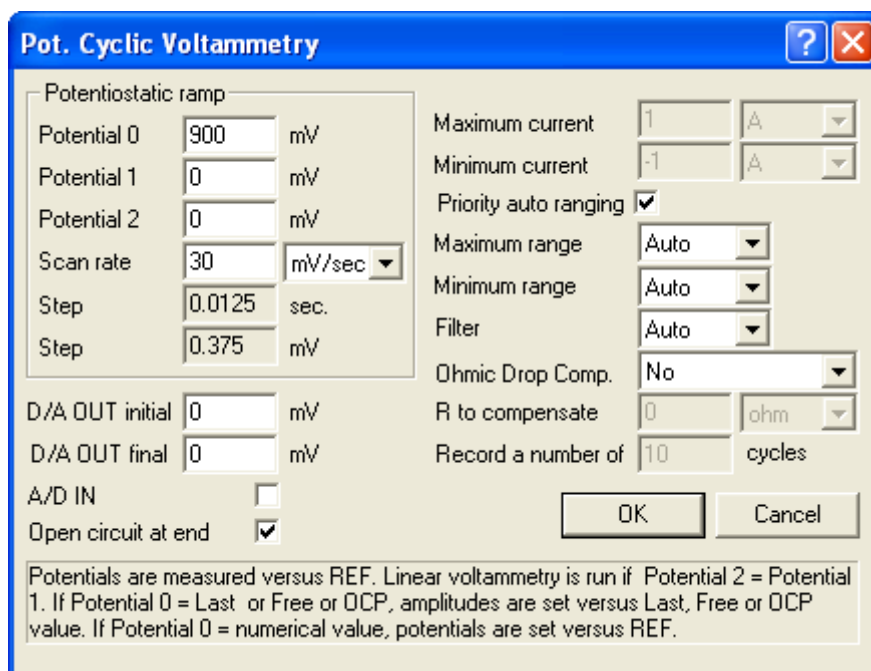 Pot. Cyclic Voltammetry
Potentiostatic ramp
Potential 0 900 mV
Potential 1 0 mV
Potential 2 0 mV
Scan rate 30 mV/sec
Step 0.0125 sec.
Step 0.375 mV
D/A OUT initial 0 mV
D/A OUT final 0 mV
A/D IN
Open circuit at end
Maximum current 1 A
Minimum current -1 A
Priority auto ranging
Maximum range Auto
Minimum range Auto
Filter Auto
Ohmic Drop Comp. No
R to compensate 0 ohm
Record a number of 10 cycles
OK Cancel
Potentials are measured versus REF. Linear voltammetry is run if Potential 2 = Potential
1. If Potential 0 = Last or Free or OCP, amplitudes are set versus Last, Free or OCP
value. If Potential 0 = numerical value, potentials are set versus REF.